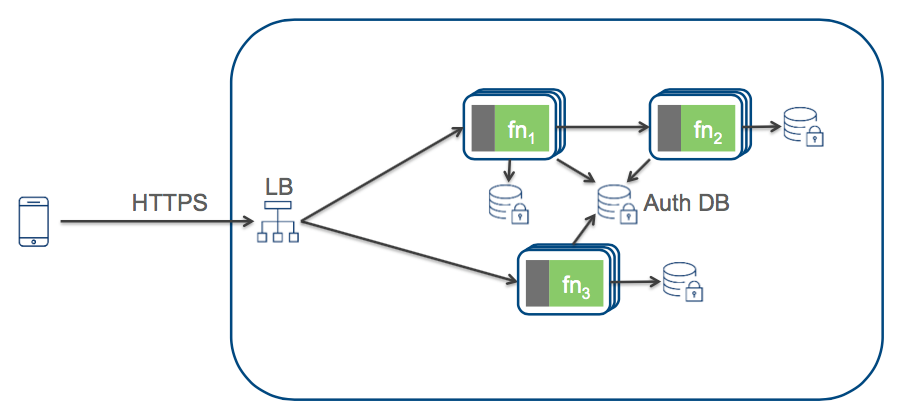 HTTPS
LB
fn1
fn2
Auth DB
fn3